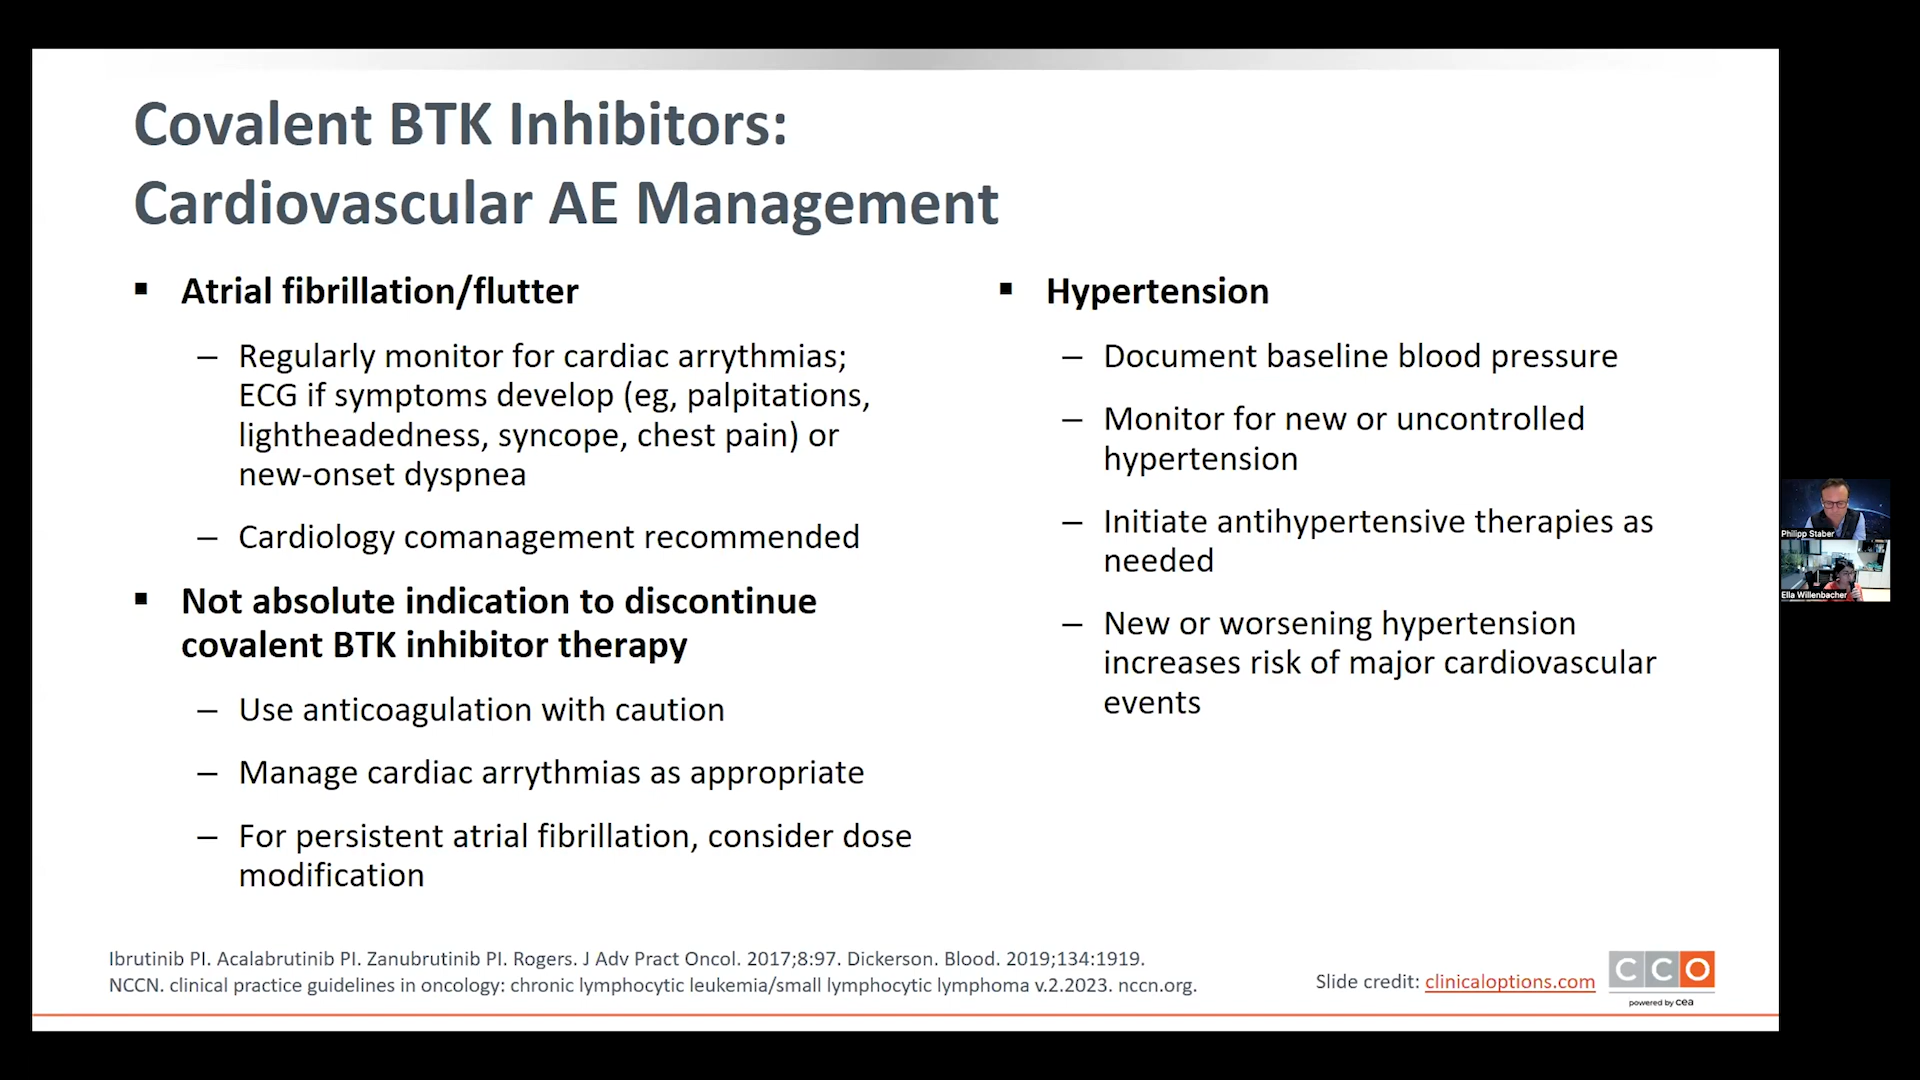 Covalent BTK Inhibitors:
Cardiovascular AE Management
▪ Atrial fibrillation/flutter
– Regularly monitor for cardiac arrythmias;
ECG if symptoms develop (eg, palpitations,
lightheadedness, syncope, chest pain) or
new-onset dyspnea
– Cardiology comanagement recommended
▪ Not absolute indication to discontinue
covalent BTK inhibitor therapy
– Use anticoagulation with caution
– Manage cardiac arrythmias as appropriate
– For persistent atrial fibrillation, consider dose
modification
▪ Hypertension
– Document baseline blood pressure
– Monitor for new or uncontrolled
hypertension
– Initiate antihypertensive therapies as
needed
– New or worsening hypertension
increases risk of major cardiovascular
events
Philipp Staber
Ella Willenbacher
Ibrutinib PI. Acalabrutinib PI. Zanubrutinib PI. Rogers. J Adv Pract Oncol. 2017;8:97. Dickerson. Blood. 2019;134:1919.
NCCN. clinical practice guidelines in oncology: chronic lymphocytic leukemia/small lymphocytic lymphoma v.2.2023. nccn.org.
Slide credit: clinicaloptions.com
CCO
powered by cea